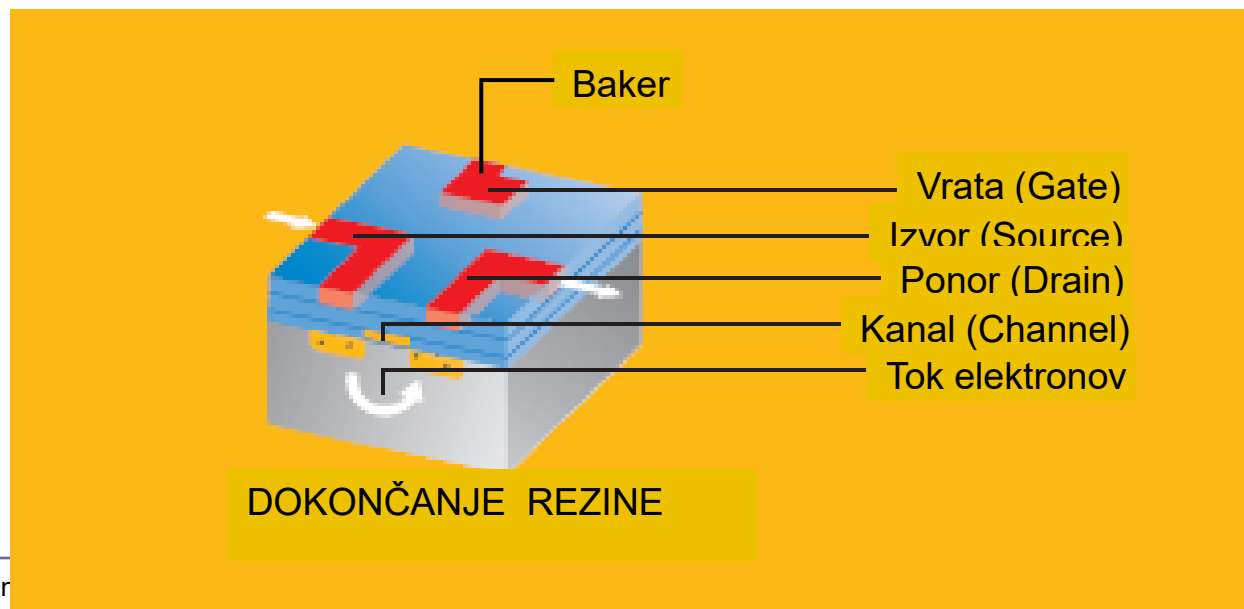 Baker
Vrata (Gate)
Izvor (Source)
Ponor (Drain)
Kanal (Channel)
Tok elektronov
DOKONČANJE REZINE